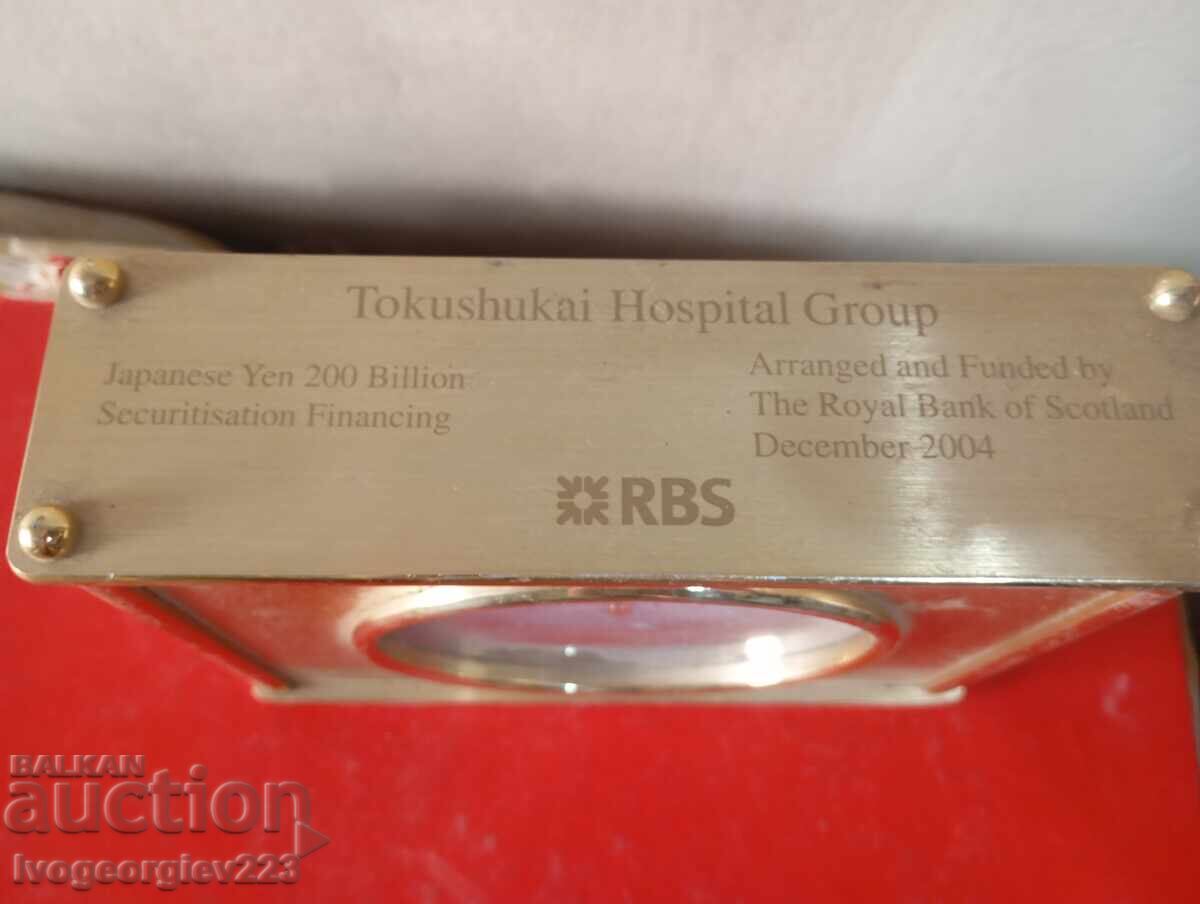 Tokushukai Hospital Group
Japanese Yen 200 Billion
Securitisation Financing
Arranged and Funded by
The Royal Bank of Scotland
December 2004
RBS
BALKAN
auction
Ivogeorgiev223